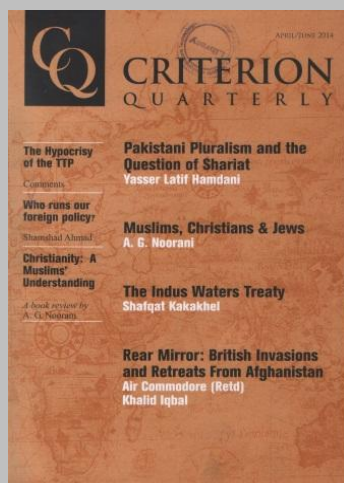 APRIL/JUNE 2014
CQ
CRITERION
QUARTERLY
The Hypocrisy
of the TTP
Comments
Who runs our
foreign policy?
Shamshad Ahmad
Christianity: A
Muslims'
Understanding
A book review by
A. G. Noorani
Pakistani Pluralism and the
Question of Shariat
Yasser Latif Hamdani
Muslims, Christians & Jews
A. G. Noorani
The Indus Waters Treaty
Shafqat Kakakhel
Rear Mirror: British Invasions
and Retreats From Afghanistan
Air Commodore (Retd)
Khalid Iqbal